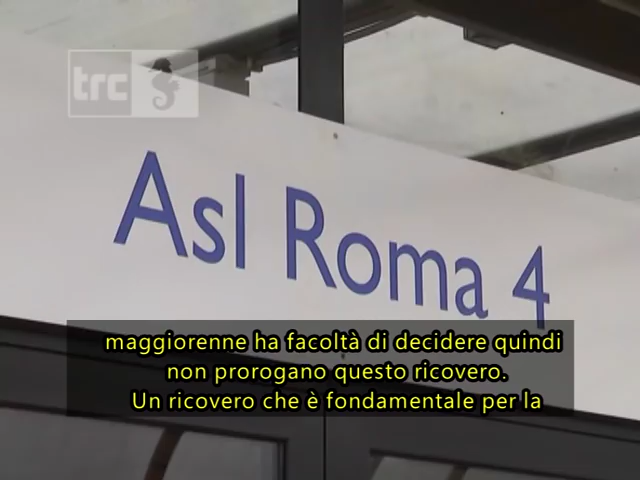 trc
Asl Roma 4
maggiorenne ha facoltà di decidere quindi
non prorogano questo ricovero.
Un ricovero che è fondamentale per la